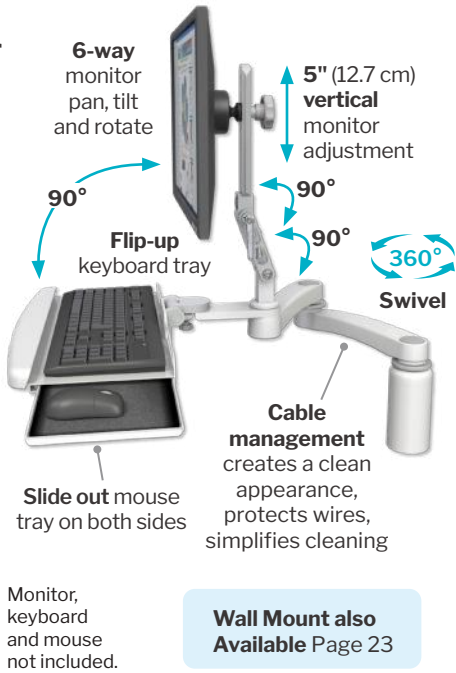 6-way
monitor
pan, tilt
and rotate
5" (12.7 cm)
vertical
monitor
adjustment
90°
90°
90°
Flip-up
keyboard tray
360°
Swivel
Cable
management
creates a clean
appearance,
protects wires,
simplifies cleaning
Slide out mouse
tray on both sides
Monitor,
keyboard
and mouse
not included.
Wall Mount also
Available Page 23